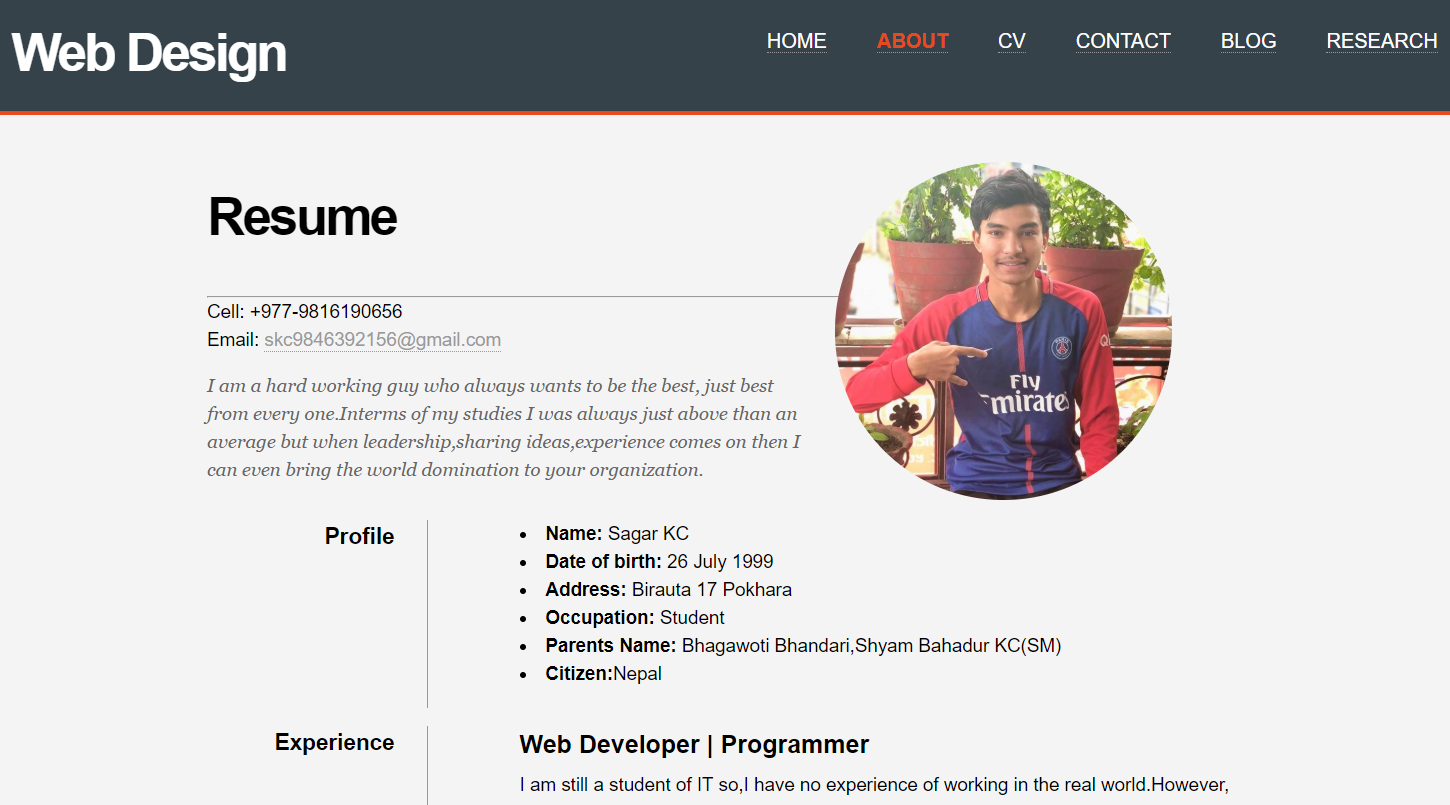 Web Design
HOME ABOUT CV CONTACT BLOG RESEARCH
Resume
Cell: +977-9816190656
Email: skc9846392156@gmail.com
I am a hard working guy who always wants to be the best, just best
from every one.Interms of my studies I was always just above than an
average but when leadership,sharing ideas,experience comes on then I
can even bring the world domination to your organization.
Fly
mirates
PARIS
Profile
• Name: Sagar KC
• Date of birth: 26 July 1999
• Address: Birauta 17 Pokhara
• Occupation: Student
• Parents Name: Bhagawoti Bhandari,Shyam Bahadur KC(SM)
• Citizen:Nepal
Experience
Web Developer | Programmer
I am still a student of IT so,I have no experience of working in the real world.However,